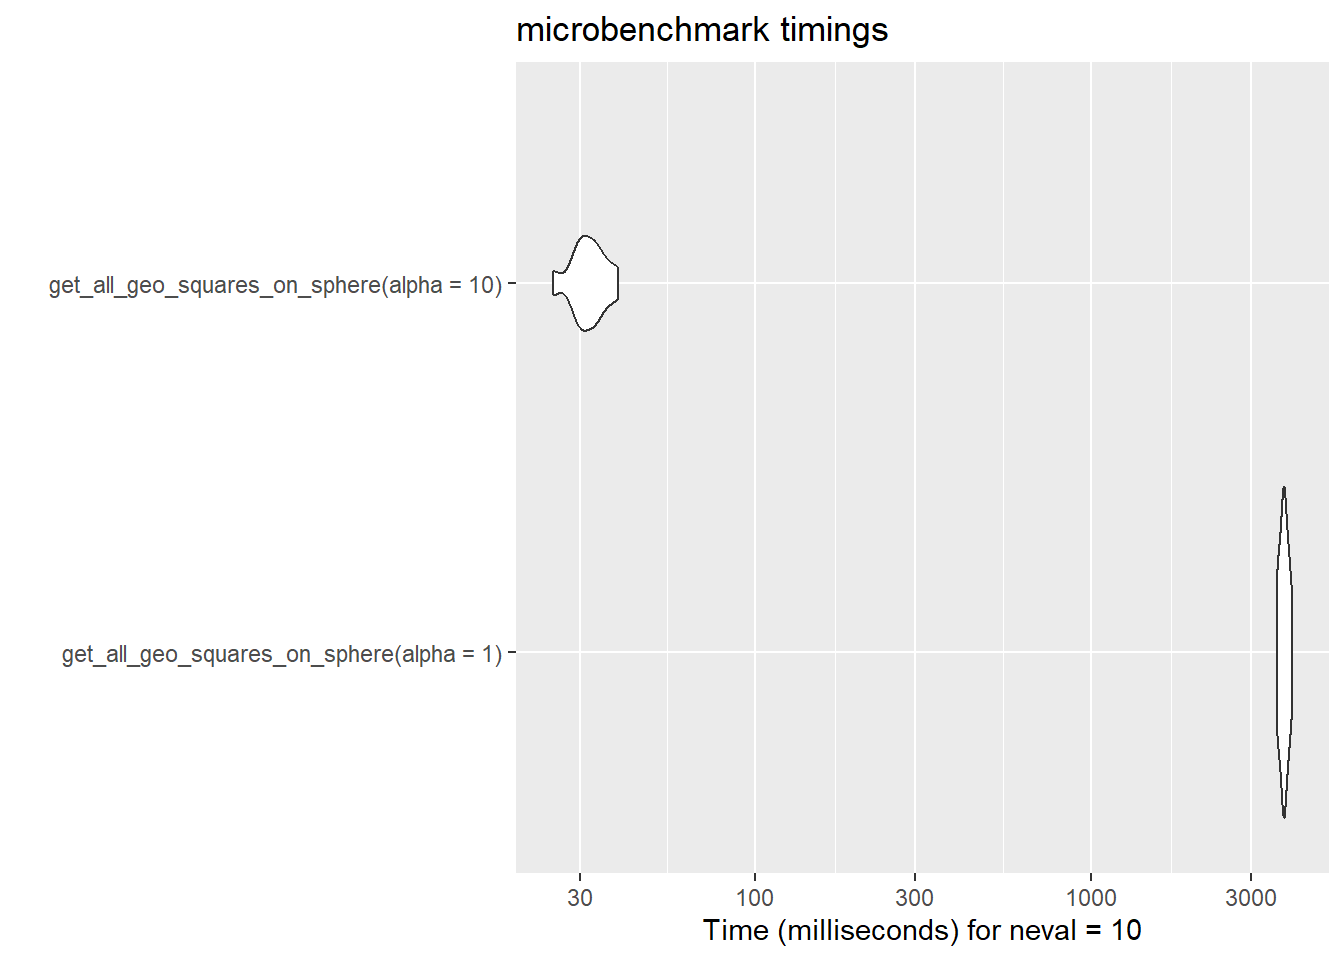 microbenchmark timings
get_all_geo_squares_on_sphere(alpha = 10)
get_all_geo_squares_on_sphere(alpha = 1)
30 100 300 1000 3000
Time (milliseconds) for neval = 10